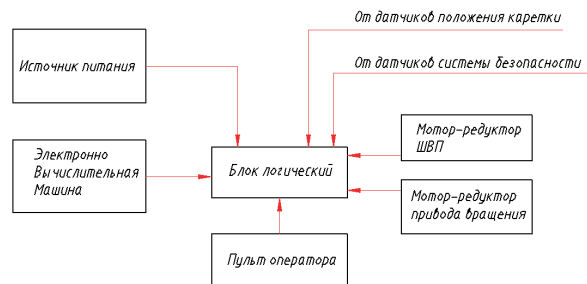 От датчиков положения каретки
От датчиков системы безопасности
Источник питания
Мотор-редуктор
ШВП
Электронно
Вычислительная
Машина
Блок логический
Мотор-редуктор
привода вращения
Пульт оператора